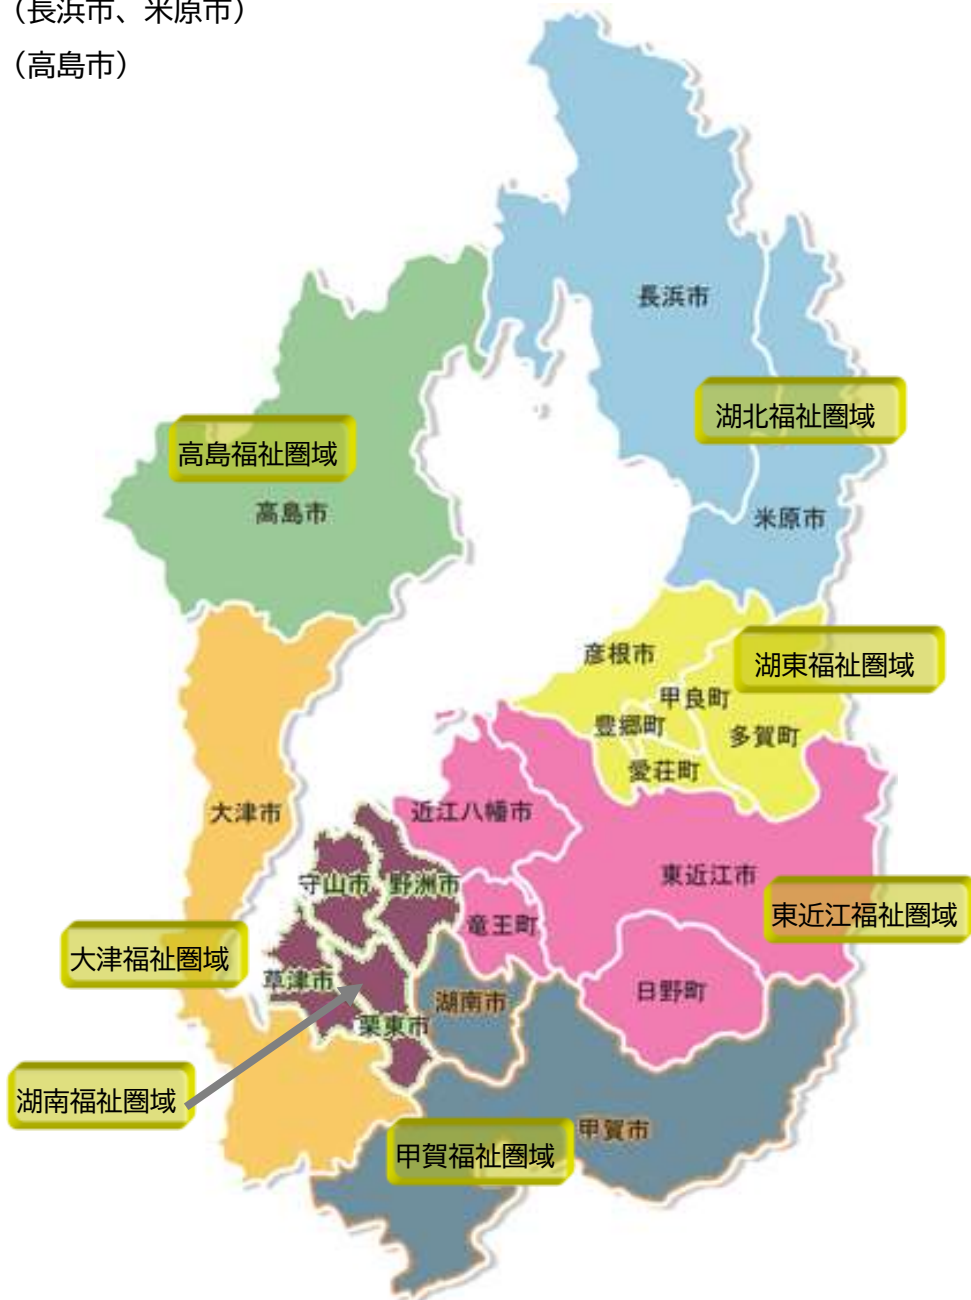 （長浜市、米原市）
（高島市）
長浜市
湖北福祉圏域
高島福祉圏域
高島市
米原市
彦根市
湖東福祉圏域
甲良町
豊郷町
多賀町
愛荘町
大津市
近江八幡市
東近江市
守山市
野洲市
東近江福祉圏域
竜王町
大津福祉圏域
草津市
日野町
湖南市
栗東市
湖南福祉圏域
甲賀市
甲賀福祉圏域